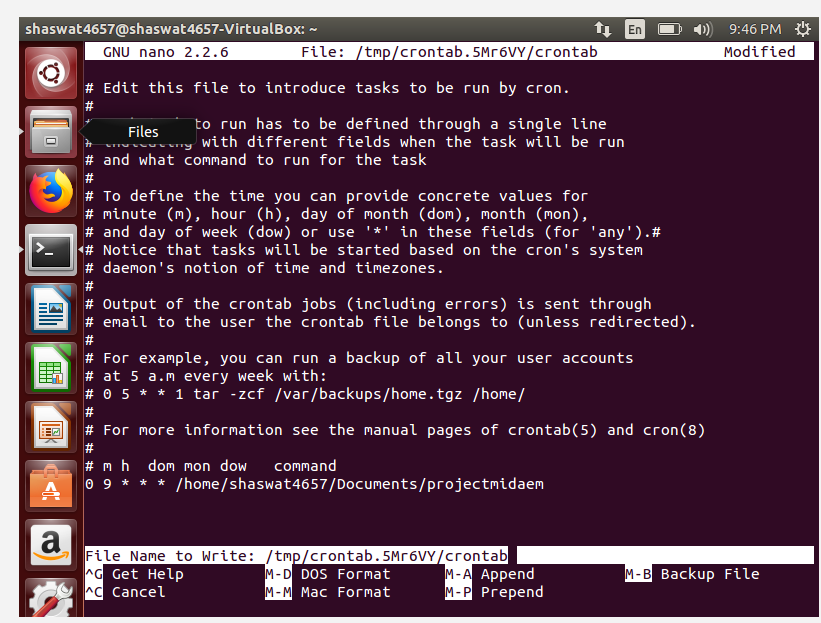 shaswat4657@shaswat4657-VirtualBox: ~
En
9:46 PM
GNU nano 2.2.6 File: /tmp/crontab.5Mr6VY/crontab Modified
# Edit this file to introduce tasks to be run by cron.
#
Files
# to run has to be defined through a single line
# with different fields when the task will be run
# and what command to run for the task
#
# To define the time you can provide concrete values for
# minute (m), hour (h), day of month (dom), month (mon),
# and day of week (dow) or use '*' in these fields (for 'any').#
# Notice that tasks will be started based on the cron's system
# daemon's notion of time and timezones.
#
# Output of the crontab jobs (including errors) is sent through
# email to the user the crontab file belongs to (unless redirected).
#
# For example, you can run a backup of all your user accounts
# at 5 a.m every week with:
# 0 5 * * 1 tar -zcf /var/backups/home.tgz /home/
#
# For more information see the manual pages of crontab(5) and cron(8)
#
# m h dom mon dow command
0 9 * * * /home/shaswat4657/Documents/projectmidaem
File Name to Write: /tmp/crontab.5Mr6VY/crontab
^G Get Help M-D DOS Format M-A Append M-B Backup File
^C Cancel M-M Mac Format M-P Prepend